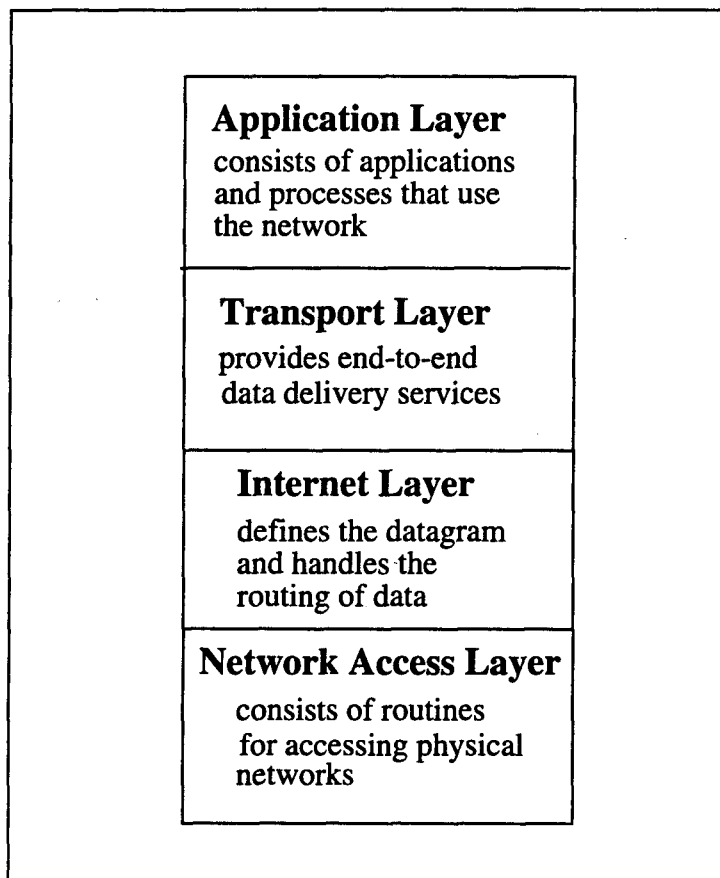 Application Layer
consists of applications
and processes that use
the network
Transport Layer
provides end-to-end
data delivery services
Internet Layer
defines the datagram
and handles the
routing of data
Network Access Layer
consists of routines
for accessing physical
networks